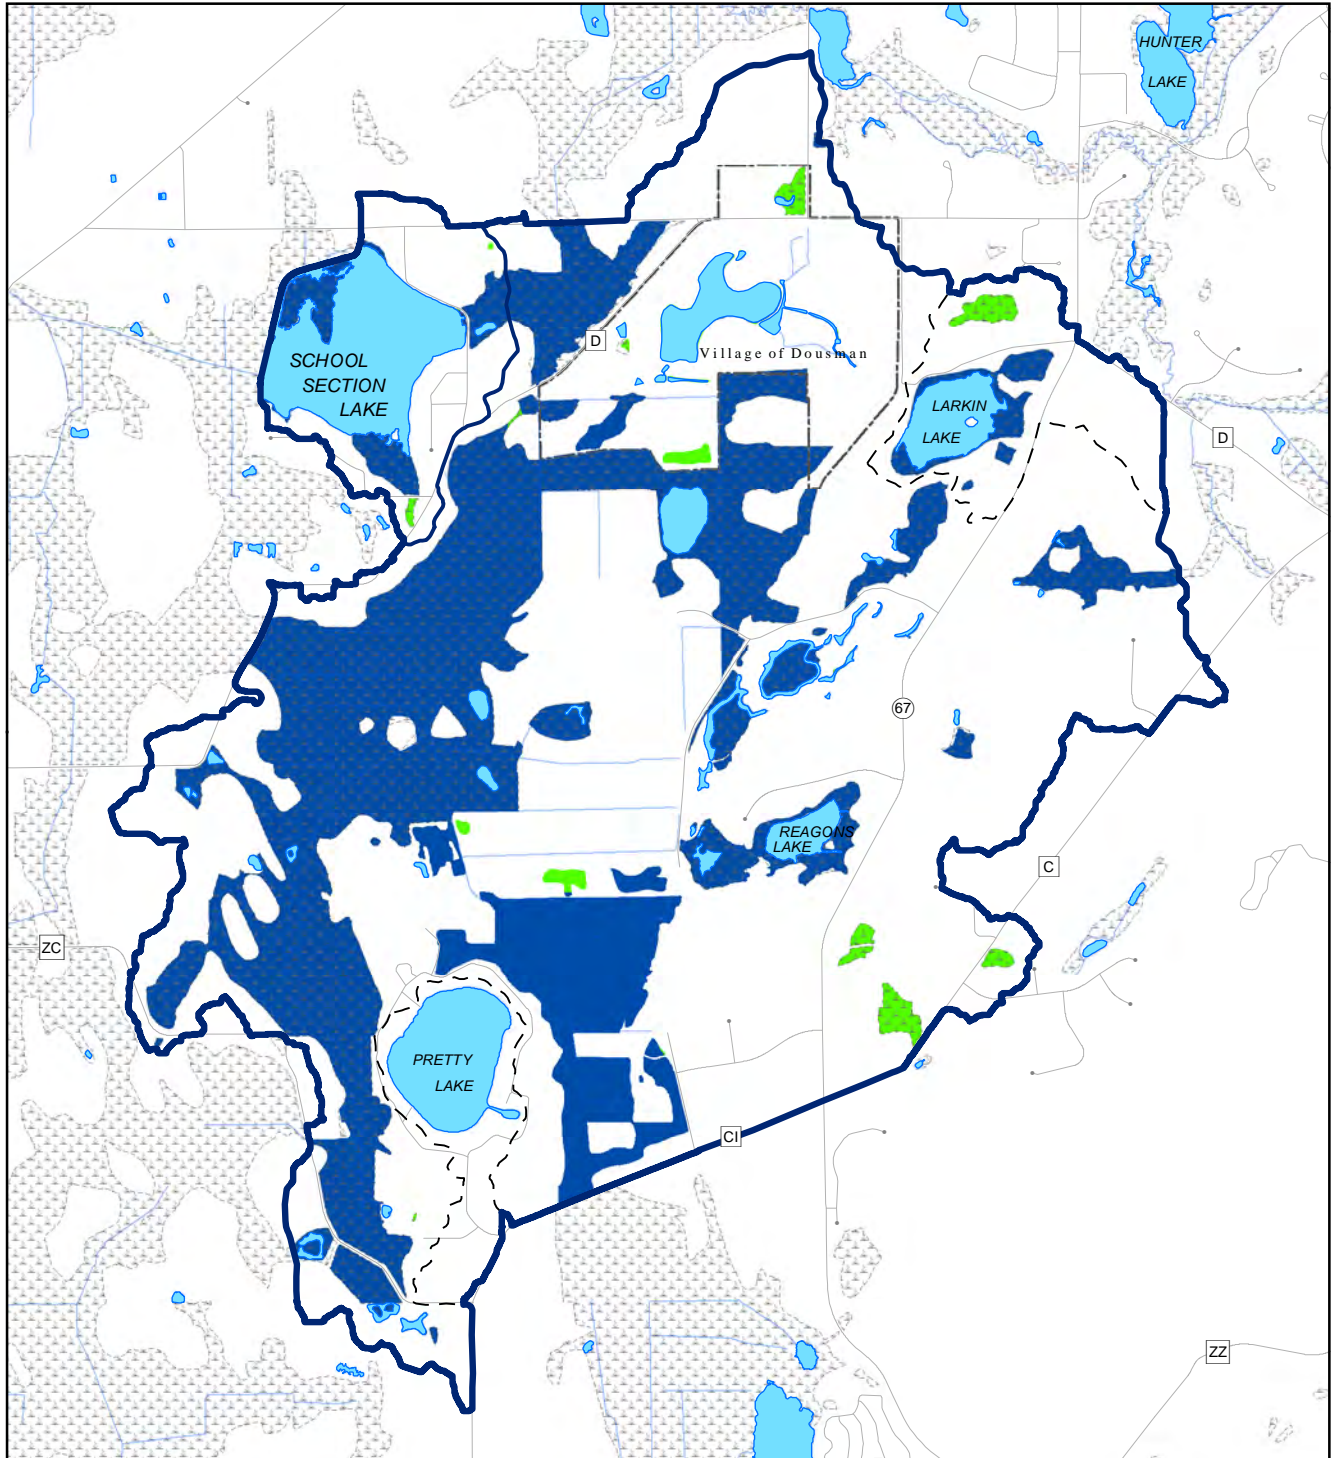 HUNTER
LAKE
D
Village of Dousman
SCHOOL
SECTION
LAKE
LARKIN
LAKE
D
67
REAGONS
LAKE
C
ZC
PRETTY
LAKE
CI
ZZ